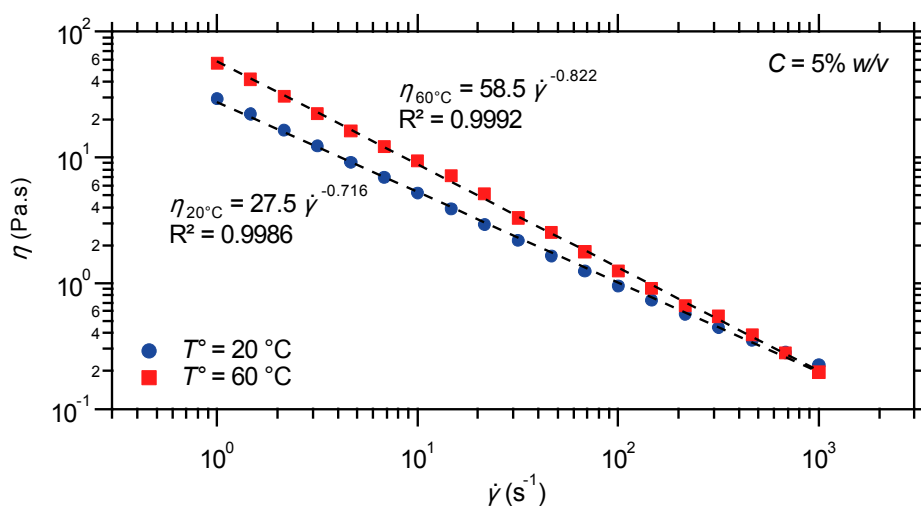 10²
6
4
2
10¹
6
4
2
10⁰
6
4
2
10⁻¹
η (Pa.s)
C = 5% w/v
η60°C = 58.5 γ̇ -0.822
R² = 0.9992
η20°C = 27.5 γ̇ -0.716
R² = 0.9986
T° = 20 °C
T° = 60 °C
10⁰ 10¹ 10² 10³
γ̇ (s⁻¹)